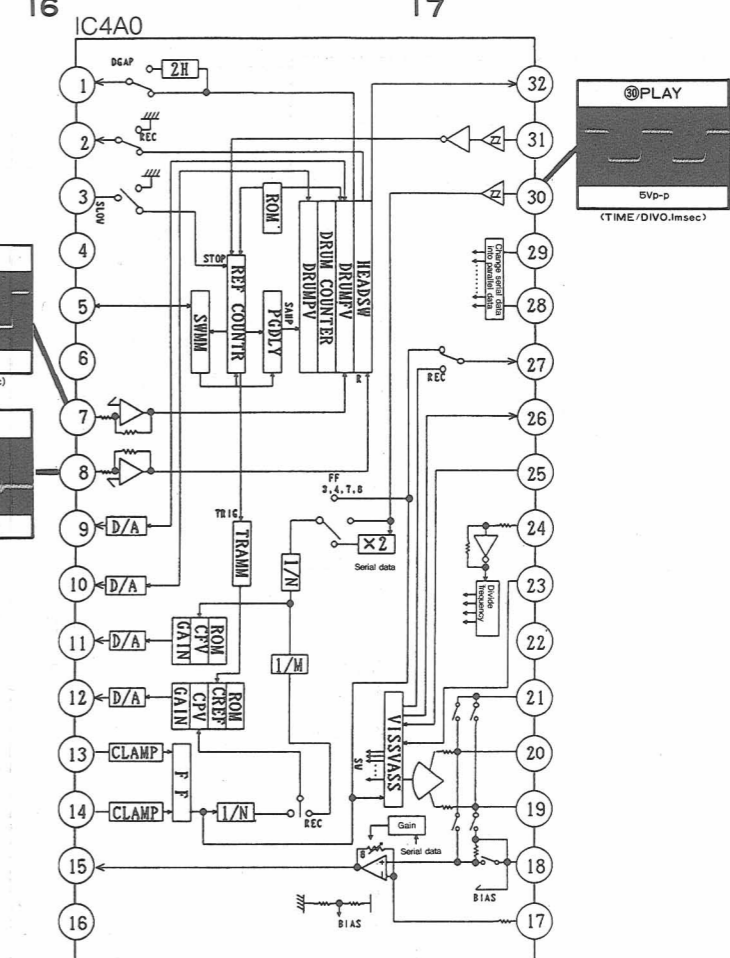 16
17
IC4A0
1
DGAP
2H
32
㉚PLAY
2
REC
31
3
SLOV
ROM
30
5Vp-p
(TIME/DIV0.1msec)
4
STOP
REF COUNTR
SWMM
PGDLY
SAMP
DRUMPV
DRUM COUNTER
DRUMFV
HEADSW
R
29
Change serial data
into parallel data
5
28
6
27
REC
7
26
8
25
FF
3,4,7,8
9
D/A
TRIG
TRAMM
24
×2
Serial data
1/N
10
D/A
23
Divide
frequency
11
D/A
ROM
CFV
GAIN
22
1/M
12
D/A
ROM
CREF
CPV
GAIN
21
VISSVASS
SV
13
CLAMP
FF
20
14
CLAMP
1/N
REC
19
Gain
Serial data
15
18
BIAS
16
BIAS
17